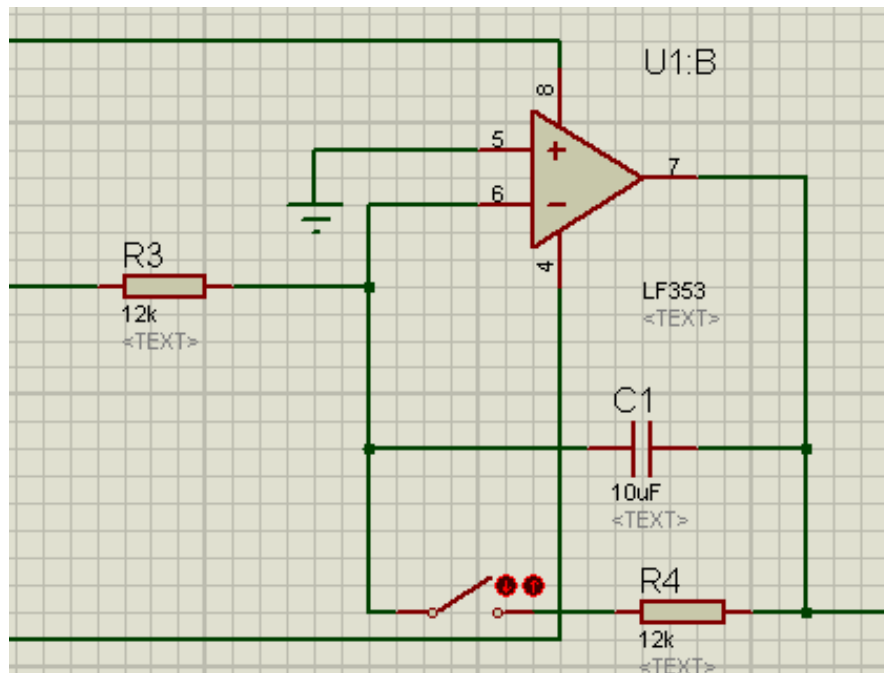 U1:B
8
5
+
6
−
7
4
R3
12k
<TEXT>
LF353
<TEXT>
C1
10uF
<TEXT>
R4
12k
<TEXT>